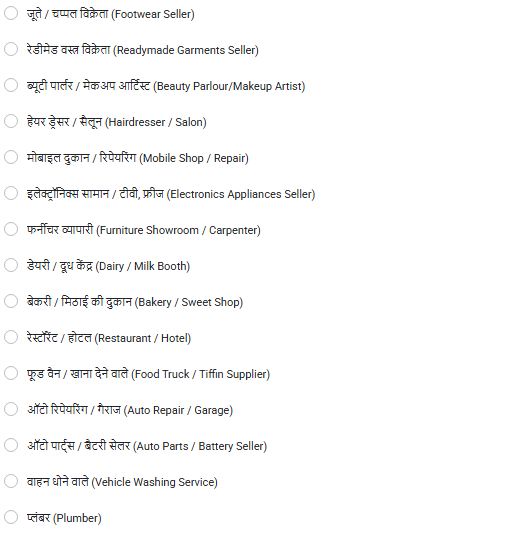 जूते / चप्पल विक्रेता (Footwear Seller)
रेडीमेड वस्त्र विक्रेता (Readymade Garments Seller)
ब्यूटी पार्लर / मेकअप आर्टिस्ट (Beauty Parlour/Makeup Artist)
हेयर ड्रेसर / सैलून (Hairdresser / Salon)
मोबाइल दुकान / रिपेयरिंग (Mobile Shop / Repair)
इलेक्ट्रॉनिक्स सामान / टीवी, फ्रीज (Electronics Appliances Seller)
फर्नीचर व्यापारी (Furniture Showroom / Carpenter)
डेयरी / दूध केंद्र (Dairy / Milk Booth)
बेकरी / मिठाई की दुकान (Bakery / Sweet Shop)
रेस्टोरेंट / होटल (Restaurant / Hotel)
फूड वैन / खाना देने वाले (Food Truck / Tiffin Supplier)
ऑटो रिपेयरिंग / गैराज (Auto Repair / Garage)
ऑटो पार्ट्स / बैटरी सेलर (Auto Parts / Battery Seller)
वाहन धोने वाले (Vehicle Washing Service)
प्लंबर (Plumber)